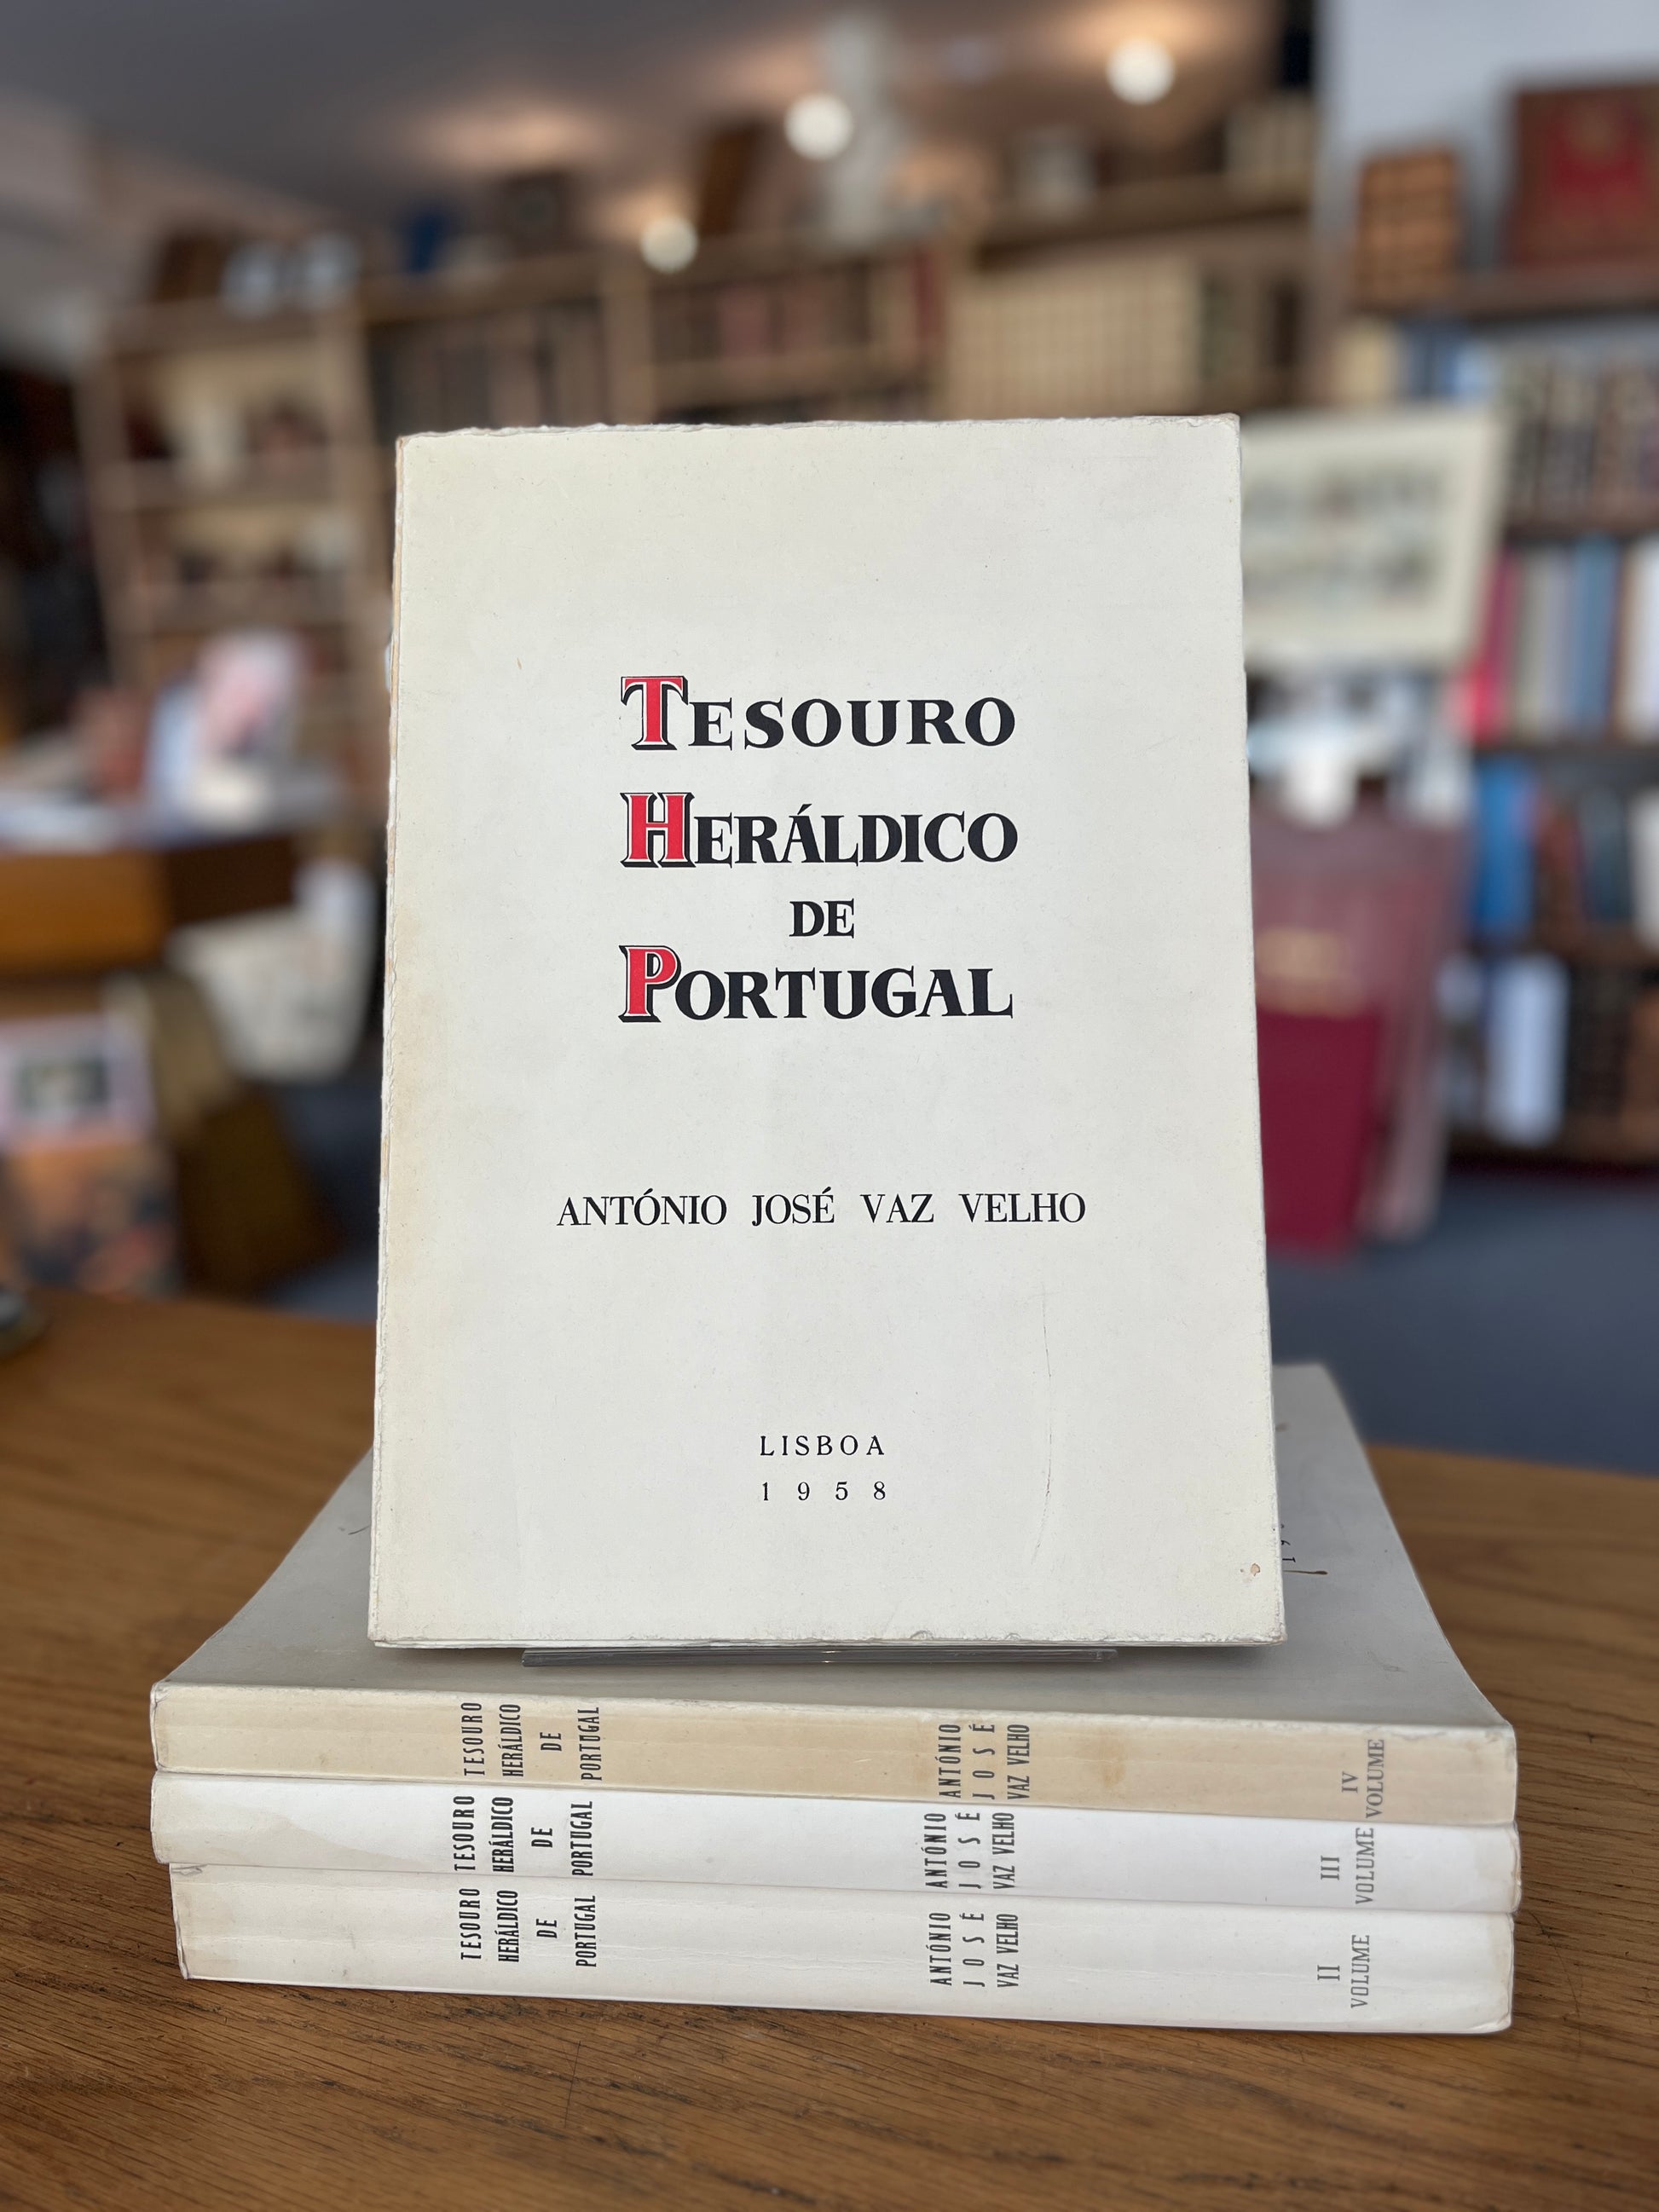 TESOURO
HERÁLDICO
DE
PORTUGAL
ANTÓNIO JOSÉ VAZ VELHO
LISBOA
1958
TESOURO
HERÁLDICO
DE
PORTUGAL
ANTÓNIO
JOSÉ
VAZ VELHO
IV
VOLUME
TESOURO
HERÁLDICO
DE
PORTUGAL
ANTÓNIO
JOSÉ
VAZ VELHO
III
VOLUME
TESOURO
HERÁLDICO
DE
PORTUGAL
ANTÓNIO
JOSÉ
VAZ VELHO
II
VOLUME